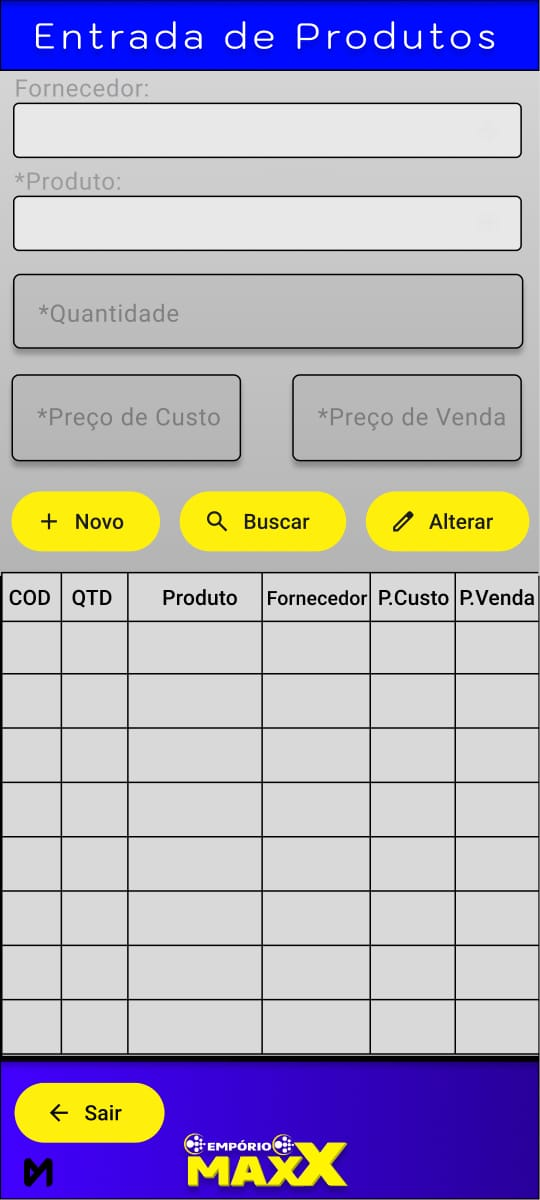 Entrada de Produtos
Fornecedor:
*Produto:
*Quantidade
*Preço de Custo *Preço de Venda
Novo Buscar Alterar
COD QTD Produto Fornecedor P.Custo P.Venda
Sair
EMPÓRIO
MAXX